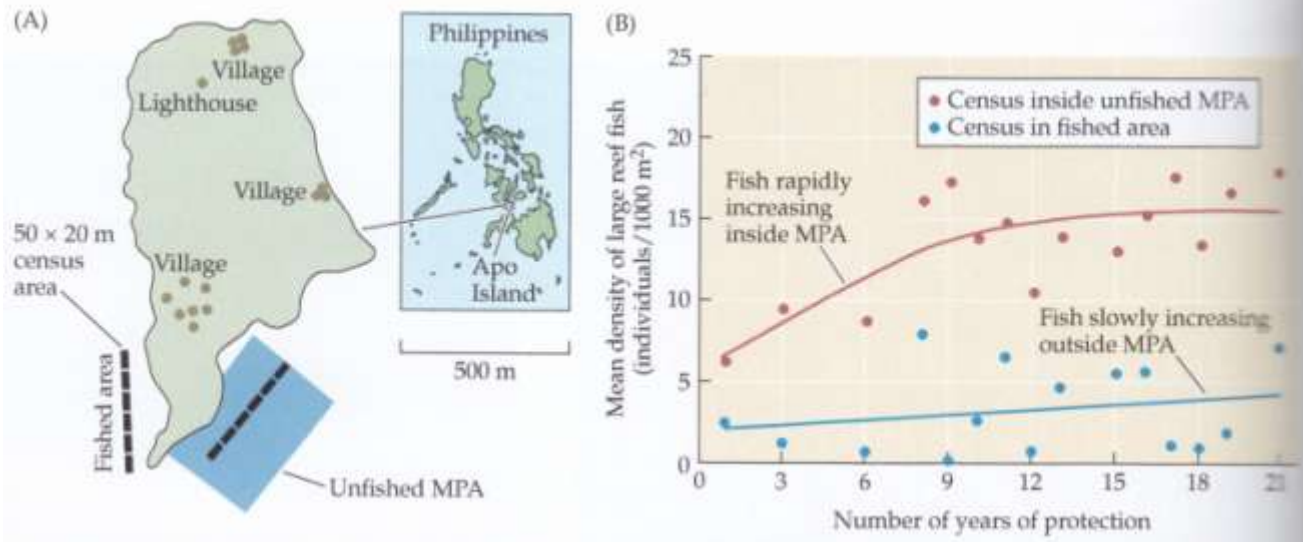 (A)
Village
Lighthouse
Village
50 × 20 m
census
area
Village
Fished area
Unfished MPA
Philippines
Apo
Island
500 m
(B)
Mean density of large reef fish
(individuals/1000 m²)
25
20
15
10
5
0
Census inside unfished MPA
Census in fished area
Fish rapidly
increasing
inside MPA
Fish slowly increasing
outside MPA
0
3
6
9
12
15
18
21
Number of years of protection